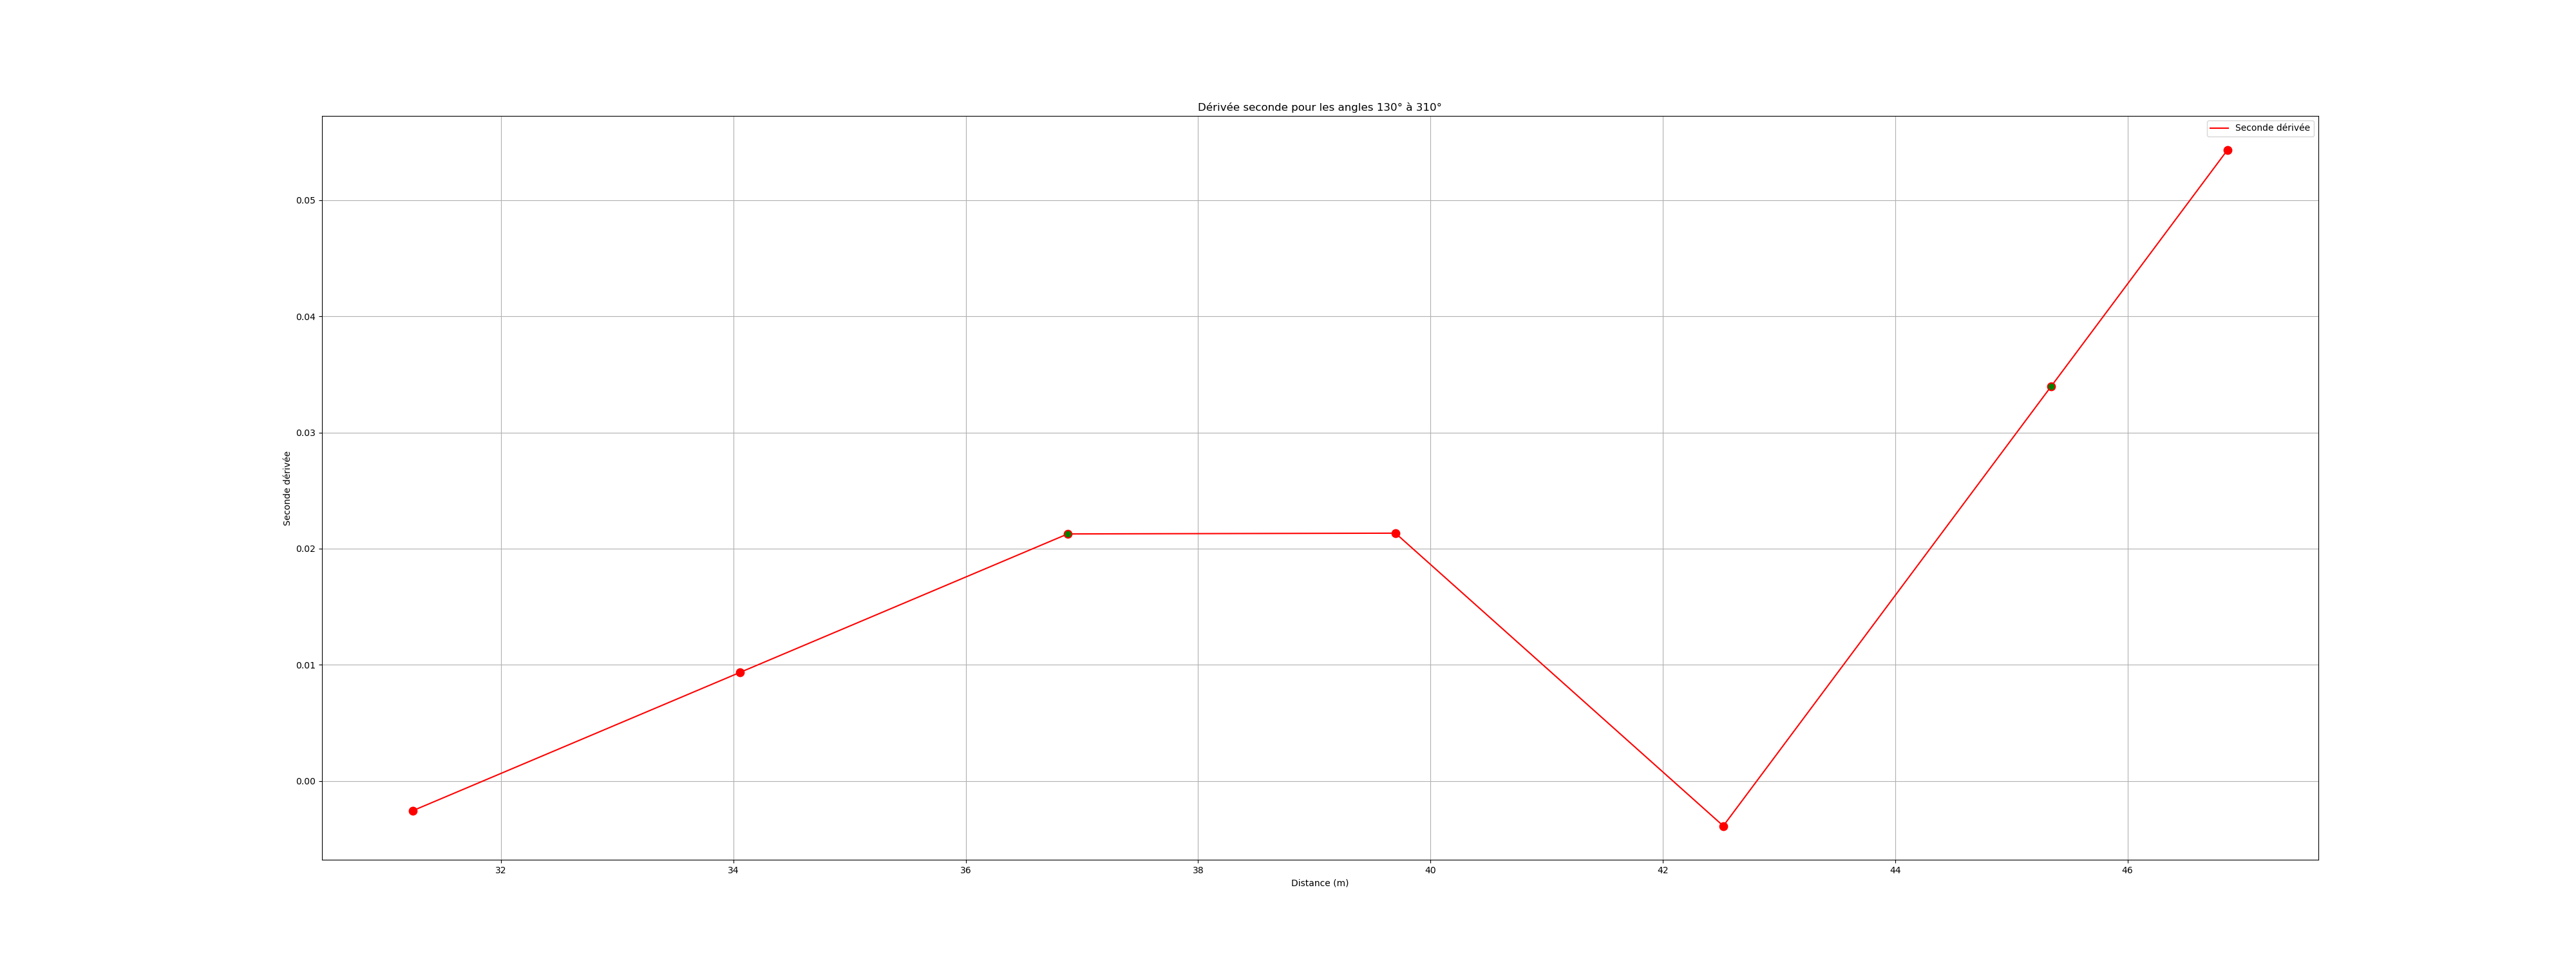 Dérivée seconde pour les angles 130° à 310°
Seconde dérivée
0.05
0.04
0.03
0.02
0.01
0.00
Seconde dérivée
32 34 36 38 40 42 44 46
Distance (m)